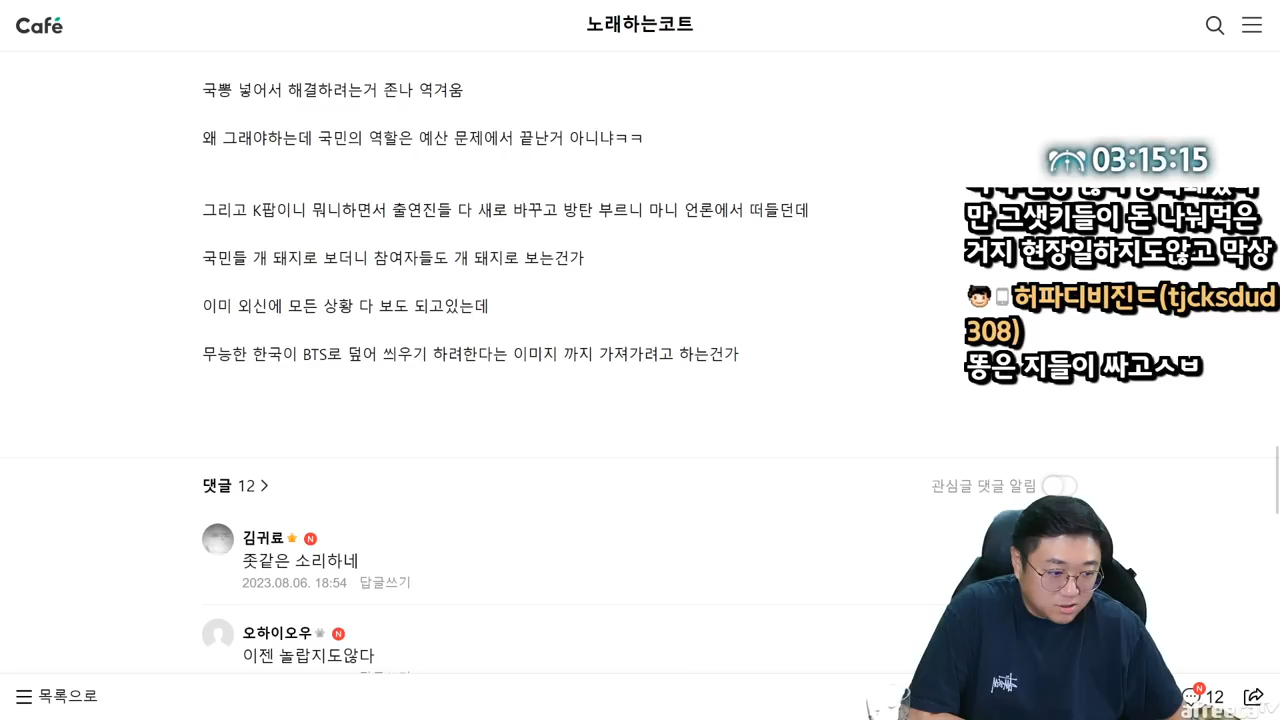 Café
노래하는코트
국뽕 넣어서 해결하려는거 존나 역겨움
왜 그래야하는데 국민의 역할은 예산 문제에서 끝난거 아니냐ㅋㅋ
그리고 K팝이니 뭐니하면서 출연진들 다 새로 바꾸고 방탄 부르니 마니 언론에서 떠들던데
국민들 개 돼지로 보더니 참여자들도 개 돼지로 보는건가
이미 외신에 모든 상황 다 보도 되고있는데
무능한 한국이 BTS로 덮어 씌우기 하려한다는 이미지 까지 가져가려고 하는건가
03:15:15
만 그샛키들이 돈 나눠먹은
거지 현장일하지도않고 막상
허파디비진ㄷ(tjcksdud
308)
똥은 지들이 싸고ㅅㅂ
댓글 12 >
관심글 댓글 알림
김귀료 N
좃같은 소리하네
2023.08.06. 18:54 답글쓰기
오하이오우 N
이젠 놀랍지도않다
목록으로
N 12
afreecaTV